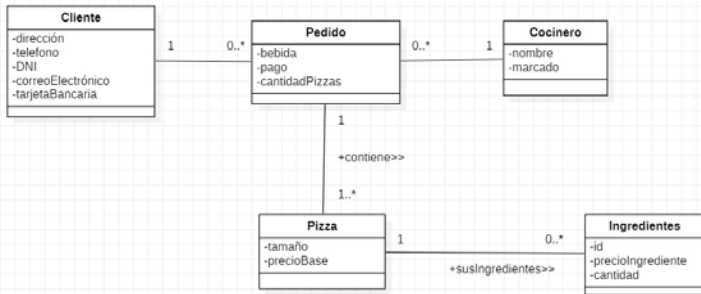 Cliente
-dirección
-telefono
-DNI
-correoElectrónico
-tarjetaBancaria
1
0..*
Pedido
-bebida
-pago
-cantidadPizzas
0..*
1
Cocinero
-nombre
-marcado
1
+contiene>>
1..*
Pizza
-tamaño
-precioBase
1
0..*
+susIngredientes>>
Ingredientes
-id
-precioIngrediente
-cantidad